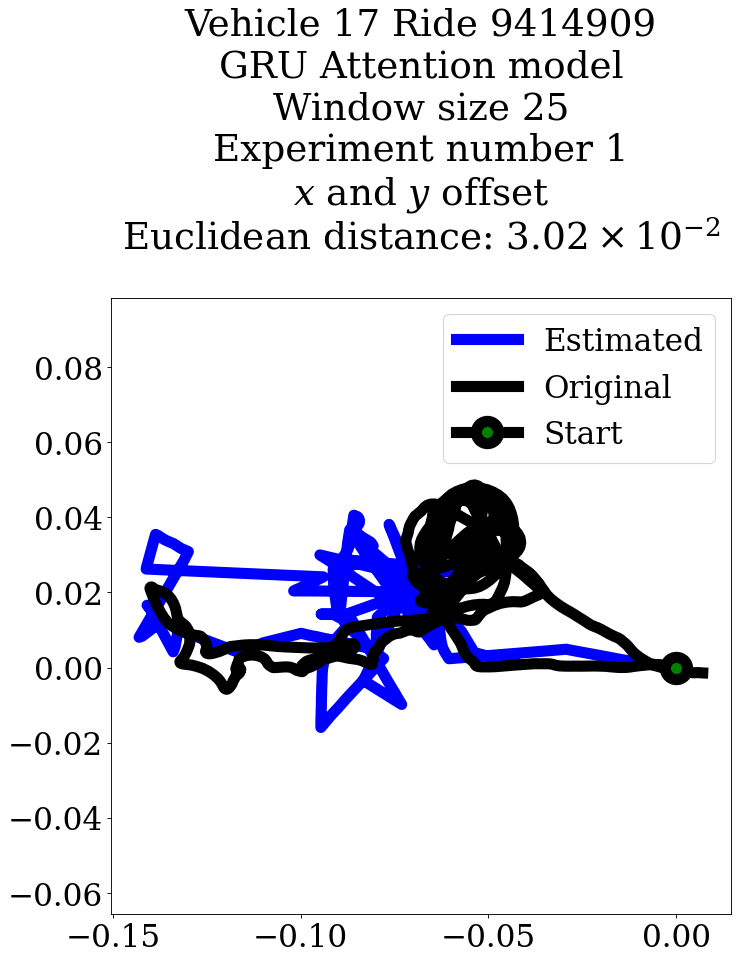 Vehicle 17 Ride 9414909
GRU Attention model
Window size 25
Experiment number 1
x and y offset
Euclidean distance: 3.02 × 10⁻²
Estimated
Original
Start
0.08
0.06
0.04
0.02
0.00
−0.02
−0.04
−0.06
−0.15 −0.10 −0.05 0.00